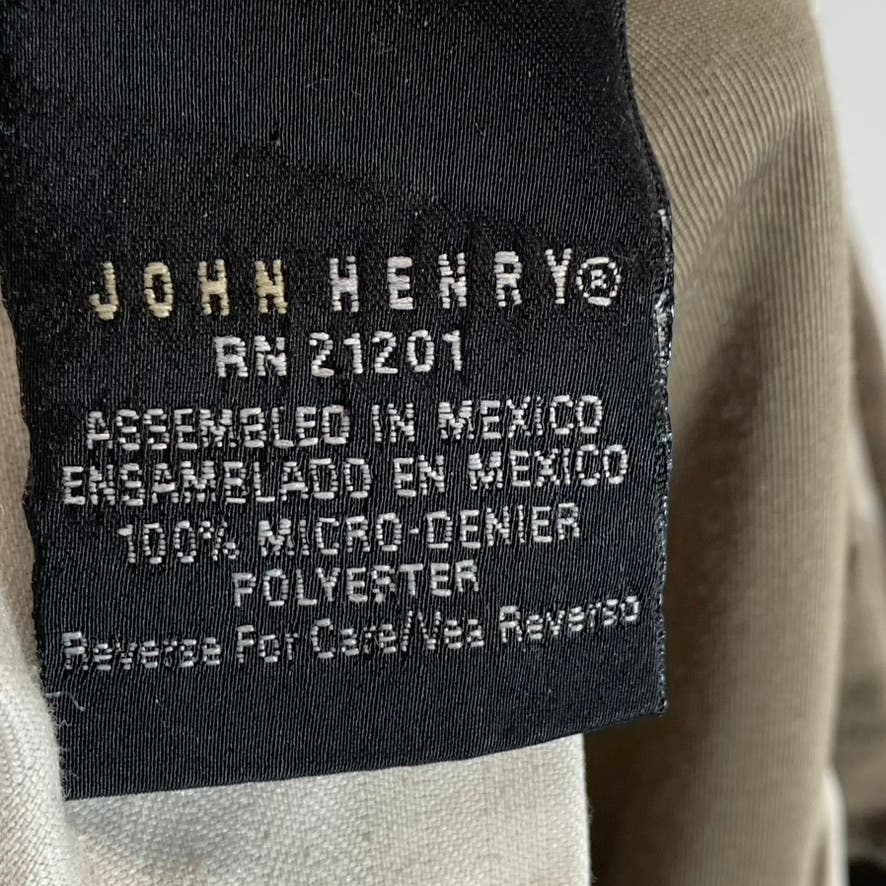 JOHN HENRY®
RN 21201
ASSEMBLED IN MEXICO
ENSAMBLADO EN MEXICO
100% MICRO-DENIER
POLYESTER
Reverse For Care/Vea Reverso